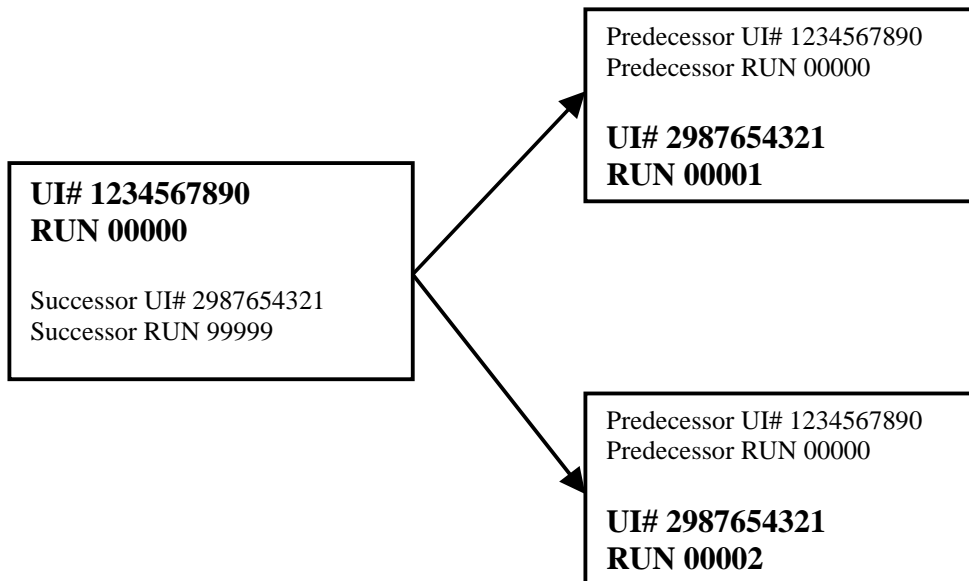 UI# 1234567890
RUN 00000
Successor UI# 2987654321
Successor RUN 99999
Predecessor UI# 1234567890
Predecessor RUN 00000
UI# 2987654321
RUN 00001
Predecessor UI# 1234567890
Predecessor RUN 00000
UI# 2987654321
RUN 00002